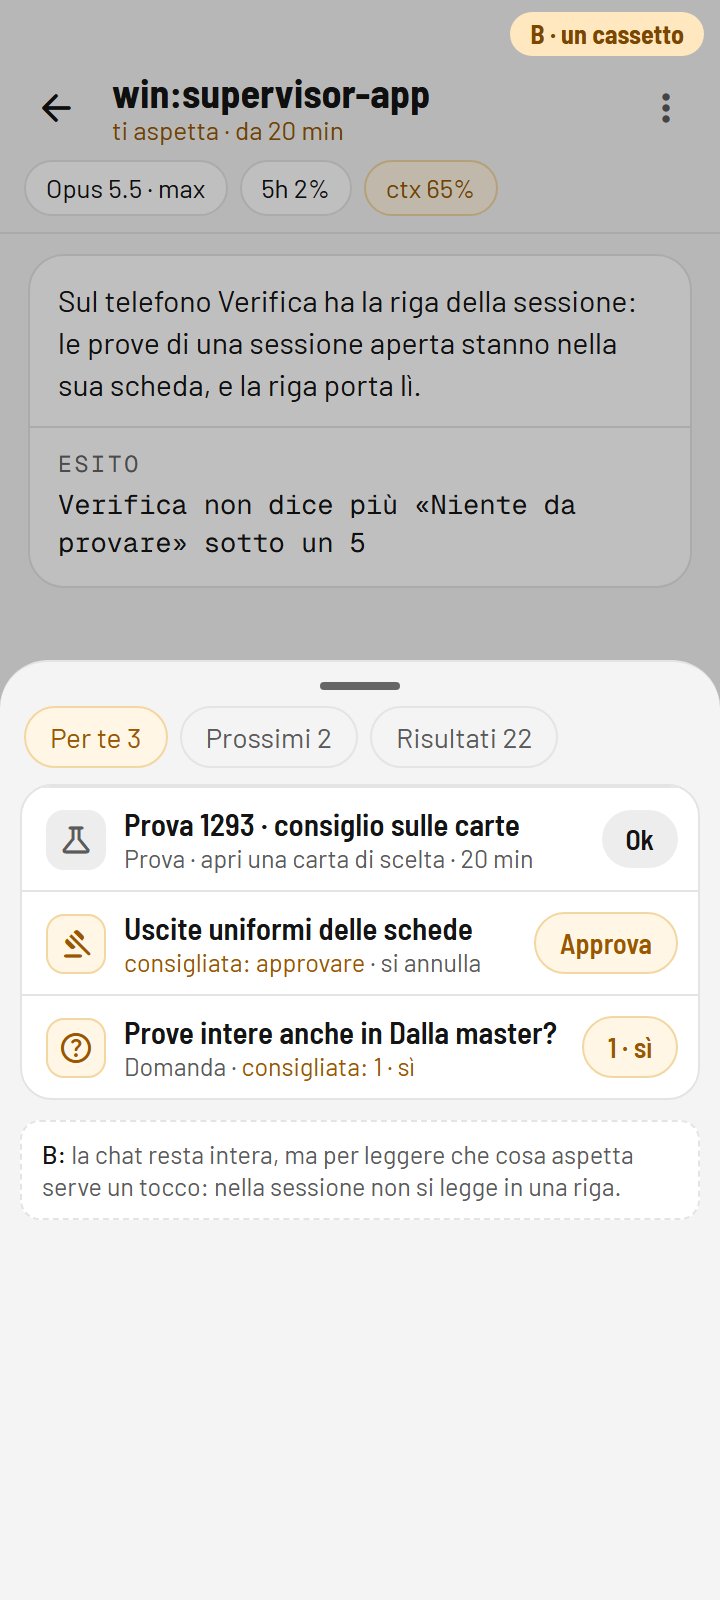 B · un cassetto
win:supervisor-app
ti aspetta · da 20 min
Opus 5.5 · max
5h 2%
ctx 65%
Sul telefono Verifica ha la riga della sessione:
le prove di una sessione aperta stanno nella
sua scheda, e la riga porta lì.
ESITO
Verifica non dice più «Niente da
provare» sotto un 5
Per te 3
Prossimi 2
Risultati 22
Prova 1293 · consiglio sulle carte
Prova · apri una carta di scelta · 20 min
Ok
Uscite uniformi delle schede
consigliata: approvare · si annulla
Approva
Prove intere anche in Dalla master?
Domanda · consigliata: 1 · sì
1 · sì
B: la chat resta intera, ma per leggere che cosa aspetta
serve un tocco: nella sessione non si legge in una riga.